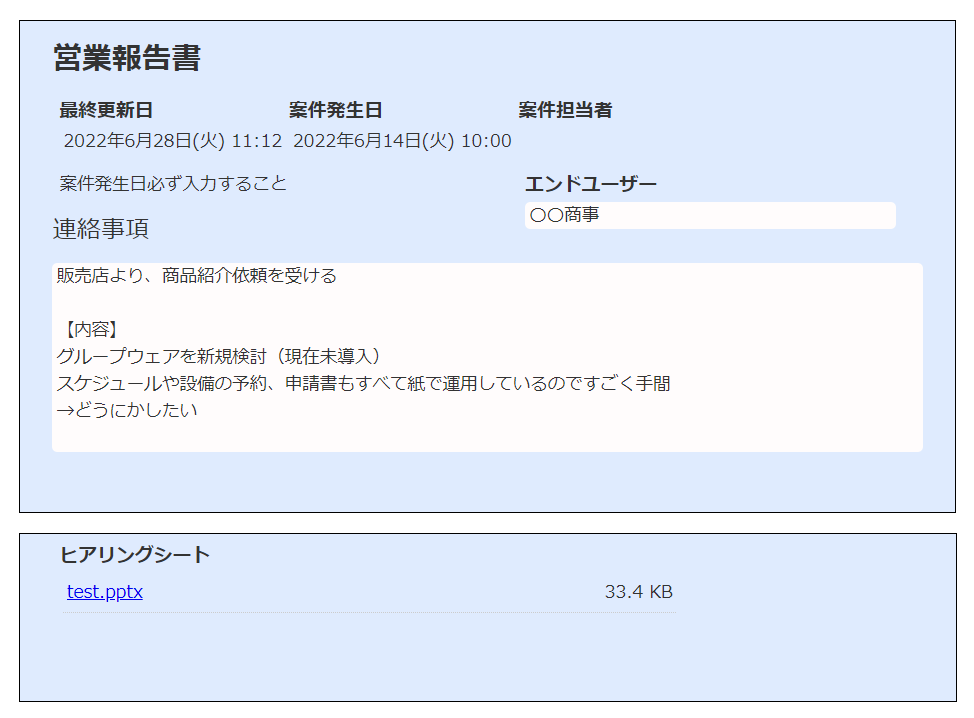 営業報告書
最終更新日 案件発生日 案件担当者
2022年6月28日(火) 11:12 2022年6月14日(火) 10:00
案件発生日必ず入力すること
エンドユーザー
〇〇商事
連絡事項
販売店より、商品紹介依頼を受ける
【内容】
グループウェアを新規検討（現在未導入）
スケジュールや設備の予約、申請書もすべて紙で運用しているのですごく手間
→どうにかしたい
ヒアリングシート
test.pptx 33.4 KB